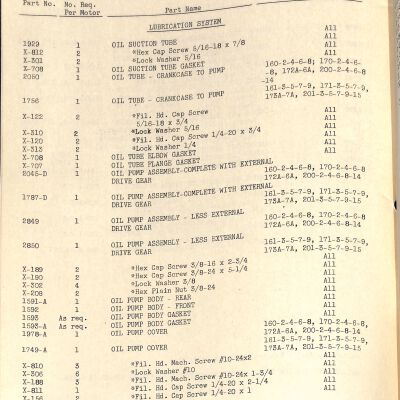 Part No. No. Req. Part Name
Per Motor
LUBRICATION SYSTEM All
1929 1 OIL SUCTION TUBE All
X-812 2 *Hex Cap Screw 5/16-18 x 7/8 All
X-301 2 *Lock Washer 5/16 All
X-708 1 OIL SUCTION TUBE GASKET 160-2-4-6-8, 170-2-4-6-
2050 1 OIL TUBE - CRANKCASE TO PUMP -8, 172A-6A, 200-2-4-6-8
-14
161-3-5-7-9, 171-3-5-7-9,
1756 1 OIL TUBE - CRANKCASE TO PUMP 173A-7A, 201-3-5-7-9-15
All
X-122 2 *Fil. Hd. Cap Screw All
5/16-18 x 3/4 All
X-310 2 *Lock Washer 5/16 All
X-120 2 *Fil. Hd. Cap Screw 1/4-20 x 3/4 All
X-313 2 *Lock Washer 1/4 All
X-708 1 OIL TUBE ELBOW GASKET All
X-707 1 OIL TUBE FLANGE GASKET All
2045-D 1 OIL PUMP ASSEMBLY-COMPLETE WITH EXTERNAL 160-2-4-6-8, 170-2-4-6-8
DRIVE GEAR 172A-6A, 200-2-4-6-8-14
1787-D 1 OIL PUMP ASSEMBLY-COMPLETE WITH EXTERNAL 161-3-5-7-9, 171-3-5-7-9,
DRIVE GEAR 173A-7A, 201-3-5-7-9-15
2849 1 OIL PUMP ASSEMBLY - LESS EXTERNAL 160-2-4-6-8, 170-2-4-6-8
DRIVE GEAR 172A-6A, 200-2-4-6-8-14
2850 1 OIL PUMP ASSEMBLY - LESS EXTERNAL 161-3-5-7-9, 171-3-5-7-9,
DRIVE GEAR 173A-7A, 201-3-5-7-9-15
All
X-189 2 *Hex Cap Screw 3/8-16 x 2-3/4 All
X-190 2 *Hex Cap Screw 3/8-24 x 5-1/4 All
X-302 4 *Lock Washer 3/8 All
X-208 2 *Hex Plain Nut 3/8-24 All
1591-A 1 OIL PUMP BODY - REAR All
1592 1 OIL PUMP BODY - FRONT All
1593 As req. OIL PUMP BODY GASKET All
1593-A As req. OIL PUMP BODY GASKET 160-2-4-6-8, 170-2-4-6-8,
1978-A 1 OIL PUMP COVER 172A-6A, 200-2-4-6-8-14
161-3-5-7-9, 171-3-5-7-9,
1749-A 1 OIL PUMP COVER 173A-7A, 201-3-5-7-9-15
All
X-810 3 *Fil. Hd. Mach. Screw #10-24x2 All
X-306 6 *Lock Washer #10 All
X-188 3 *Fil. Hd. Mach. Screw #10-24x 1-3/4 All
X-811 1 *Fil. Hd. Cap Screw 1/4-20 x 2-1/4 All
X-156 2 *Fil. Hd. Cap Screw 1/4-20 x 1 All